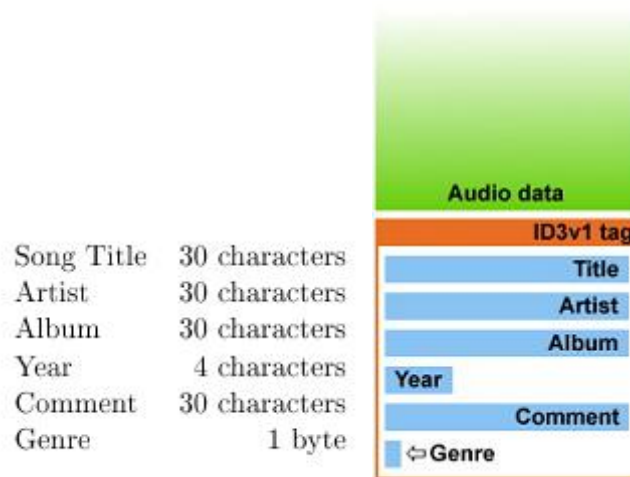 Audio data
ID3v1 tag
Song Title 30 characters
Title
Artist 30 characters
Artist
Album 30 characters
Album
Year 4 characters
Year
Comment 30 characters
Comment
Genre 1 byte
⇦Genre